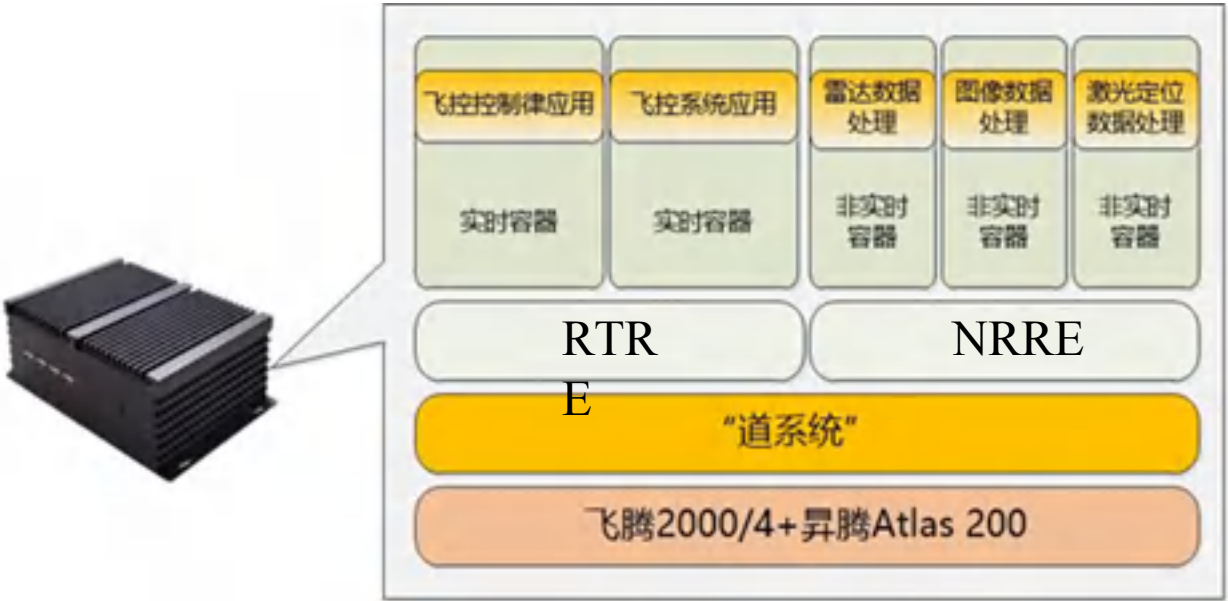 飞控控制律应用
飞控系统应用
雷达数据
处理
图像数据
处理
激光定位
数据处理
实时容器
实时容器
非实时
容器
非实时
容器
非实时
容器
RTR
E
NRRE
“道系统”
飞腾2000/4+昇腾Atlas 200